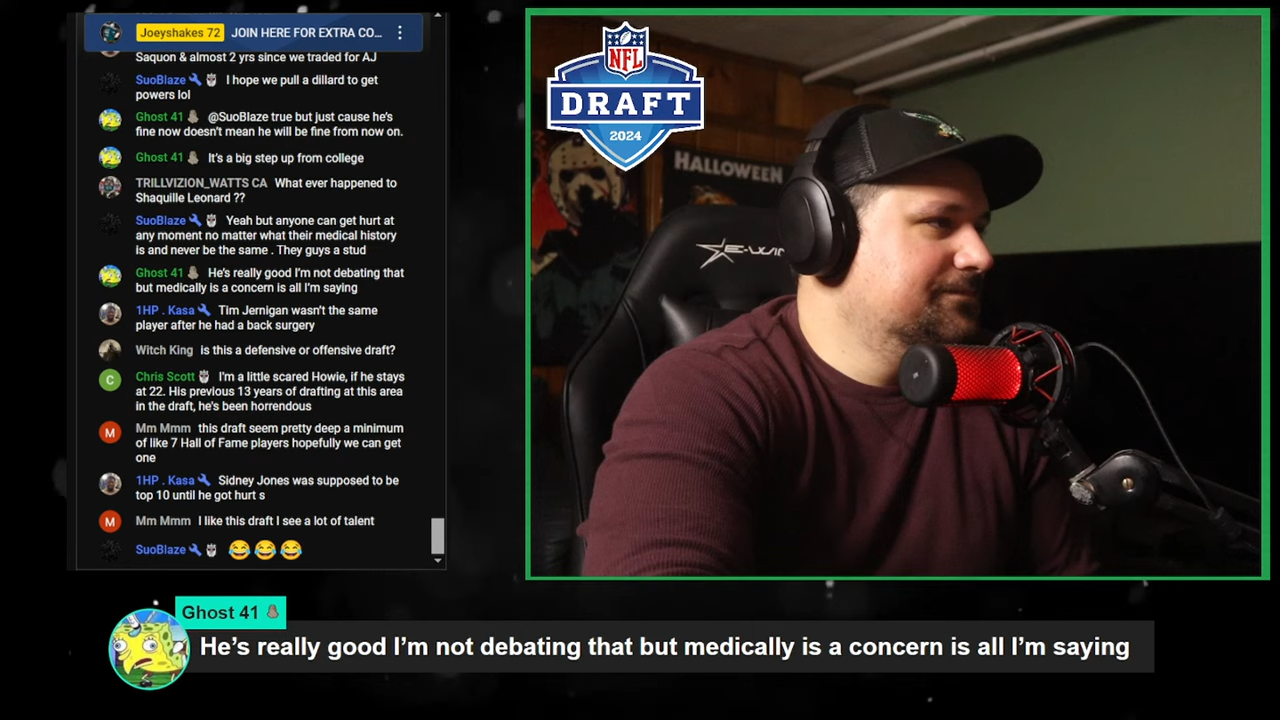 Joeyshakes 72 JOIN HERE FOR EXTRA CO...
Saquon & almost 2 yrs since we traded for AJ
SuoBlaze I hope we pull a dillard to get
powers lol
Ghost 41 @SuoBlaze true but just cause he's
fine now doesn't mean he will be fine from now on.
Ghost 41 It's a big step up from college
TRILLVIZION_WATTS CA What ever happened to
Shaquille Leonard ??
SuoBlaze Yeah but anyone can get hurt at
any moment no matter what their medical history
is and never be the same . They guys a stud
Ghost 41 He's really good I'm not debating that
but medically is a concern is all I'm saying
1HP . Kasa Tim Jernigan wasn't the same
player after he had a back surgery
Witch King is this a defensive or offensive draft?
C
Chris Scott I'm a little scared Howie, if he stays
at 22. His previous 13 years of drafting at this area
in the draft, he's been horrendous
M
Mm Mmm this draft seem pretty deep a minimum
of like 7 Hall of Fame players hopefully we can get
one
1HP . Kasa Sidney Jones was supposed to be
top 10 until he got hurt s
M
Mm Mmm I like this draft I see a lot of talent
SuoBlaze 😂😂😂
NFL
DRAFT
2024
HALLOWEEN
Ghost 41
He's really good I'm not debating that but medically is a concern is all I'm saying